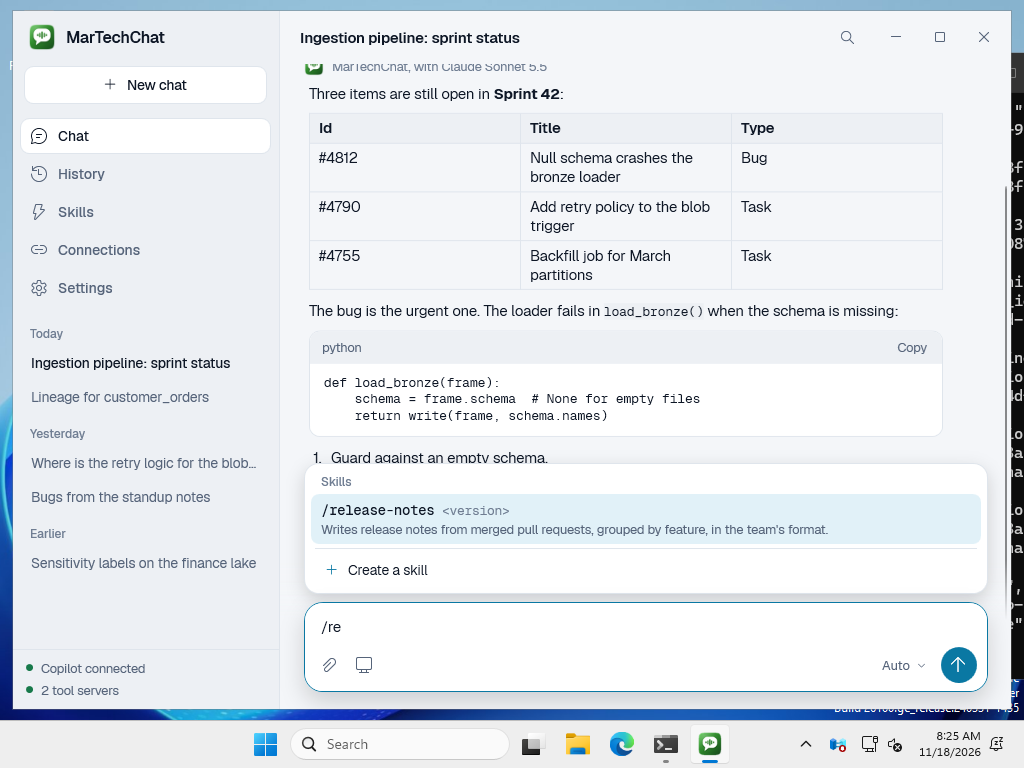 MarTechChat
Ingestion pipeline: sprint status
New chat
Chat
History
Skills
Connections
Settings
Today
Ingestion pipeline: sprint status
Lineage for customer_orders
Yesterday
Where is the retry logic for the blob...
Bugs from the standup notes
Earlier
Sensitivity labels on the finance lake
Copilot connected
2 tool servers
MarTechChat, with Claude Sonnet 5.5
Three items are still open in Sprint 42:
Id Title Type
#4812 Null schema crashes the Bug
bronze loader
#4790 Add retry policy to the blob Task
trigger
#4755 Backfill job for March Task
partitions
The bug is the urgent one. The loader fails in load_bronze() when the schema is missing:
python Copy
def load_bronze(frame):
    schema = frame.schema  # None for empty files
    return write(frame, schema.names)
1. Guard against an empty schema.
Skills
/release-notes <version>
Writes release notes from merged pull requests, grouped by feature, in the team's format.
Create a skill
/re
Auto
Search
8:25 AM
11/18/2026